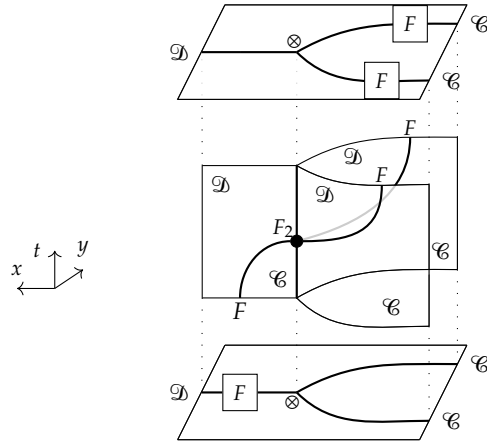 F 𝒞
𝒟 ⊗
F 𝒞
F
𝒟 F
𝒟 𝒟
F₂
t y 𝒞
x 𝒞 𝒞
F
𝒞
𝒟 F ⊗
𝒞